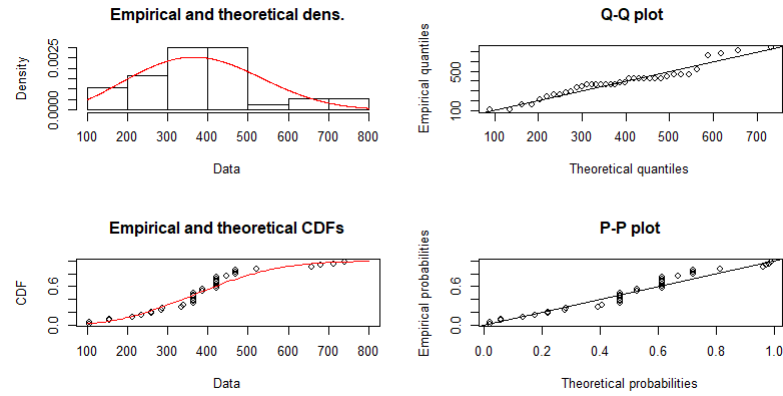 Empirical and theoretical dens.
Density
0.0025
0.0000
100 200 300 400 500 600 700 800
Data
Q-Q plot
Empirical quantiles
500
100
100 200 300 400 500 600 700
Theoretical quantiles
Empirical and theoretical CDFs
CDF
0.6
0.0
100 200 300 400 500 600 700 800
Data
P-P plot
Empirical probabilities
0.6
0.0
0.0 0.2 0.4 0.6 0.8 1.0
Theoretical probabilities